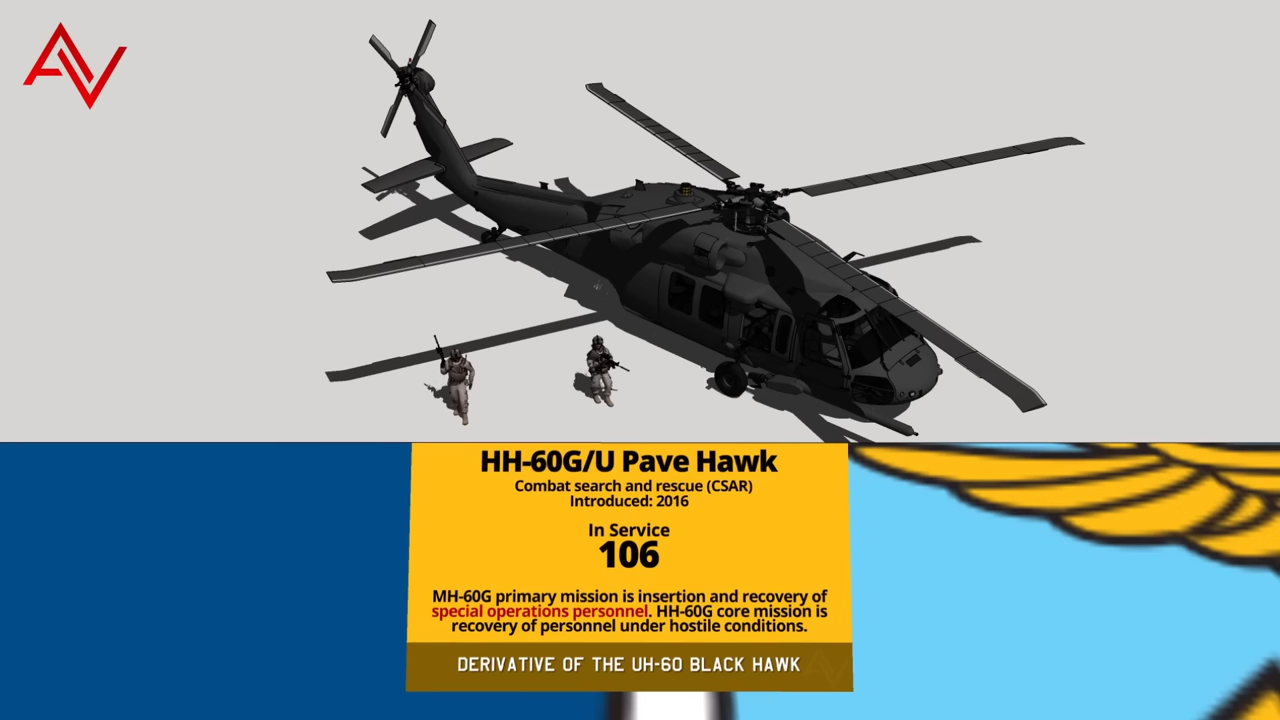 AV
HH-60G/U Pave Hawk
Combat search and rescue (CSAR)
Introduced: 2016
In Service
106
MH-60G primary mission is insertion and recovery of
special operations personnel. HH-60G core mission is
recovery of personnel under hostile conditions.
DERIVATIVE OF THE UH-60 BLACK HAWK